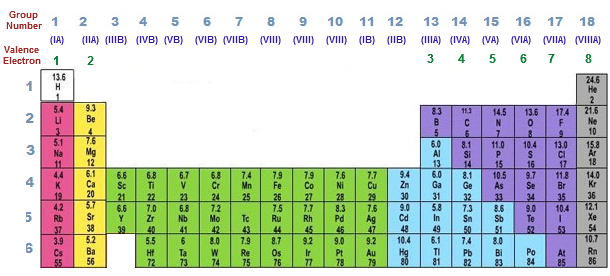 Group Number 1 2 3 4 5 6 7 8 9 10 11 12 13 14 15 16 17 18
(IA) (IIA) (IIIB) (IVB) (VB) (VIB) (VIIB) (VIII) (VIII) (VIII) (IB) (IIB) (IIIA) (IVA) (VA) (VIA) (VIIA) (VIIIA)
Valence Electron 1 2 3 4 5 6 7 8
1
13.6 24.6
H He
1 2
2
5.4 9.3 8.3 11.3 14.5 13.6 17.4 21.6
Li Be B C N O F Ne
3 4 5 6 7 8 9 10
3
5.1 7.6 6.0 8.1 11.0 10.4 13.0 15.8
Na Mg Al Si P S Cl Ar
11 12 13 14 15 16 17 18
4
4.4 6.1 6.6 6.8 6.7 6.8 7.4 7.9 7.9 7.6 7.7 9.4 6.0 8.1 10.5 9.7 11.8 14.0
K Ca Sc Ti V Cr Mn Fe Ni Cu Zn Ga Ge As Se Br Kr
19 20 21 22 23 24 25 26 27 28 29 30 31 32 33 34 35 36
5
4.2 5.7 6.6 7.0 6.8 7.2 7.5 7.7 8.3 7.6 9.0 5.8 7.3 8.6 9.0 10.4 12.1
Rb Sr Y Zr Nb Mo Tc Ru Rh Pd Ag Cd In Sn Sb Te Xe
37 38 39 40 41 42 43 44 45 46 47 48 49 50 51 52 53 54
6
3.9 5.2 5.5 6 8.0 7.9 8.7 9.2 9.0 9.2 10.4 6.1 7.4 8.0 10.7
Cs Ba Hf Ta W Re Os Ir Pt Au Hg Tl Pb Bi Po At Rn
55 56 72 73 74 75 76 77 78 79 80 81 82 83 84 85 86